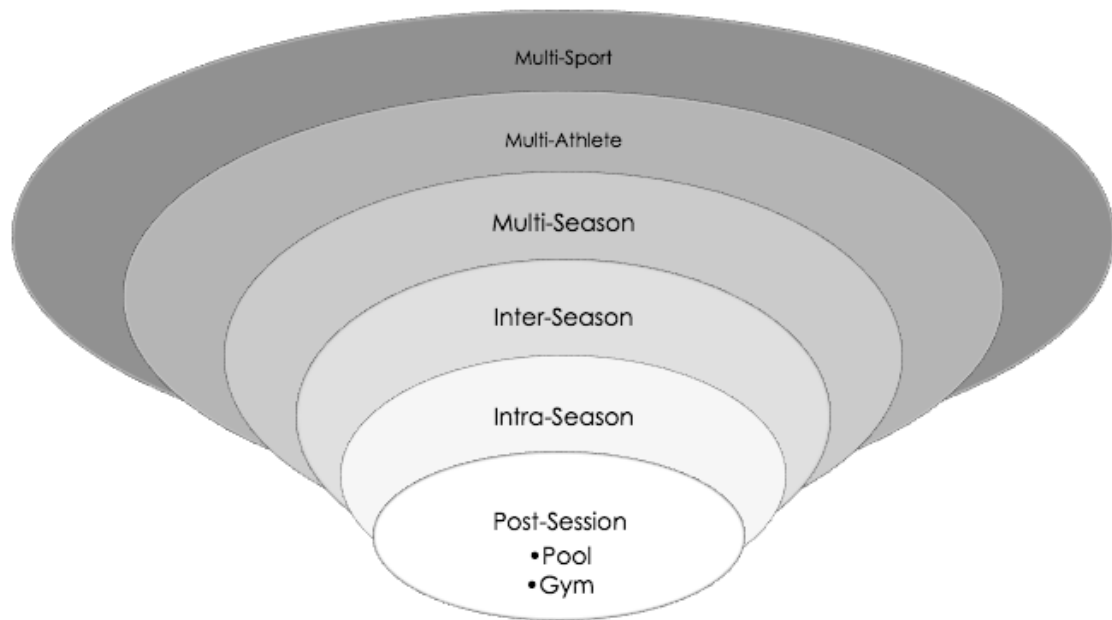 Multi-Sport
Multi-Athlete
Multi-Season
Inter-Season
Intra-Season
Post-Session
•Pool
•Gym